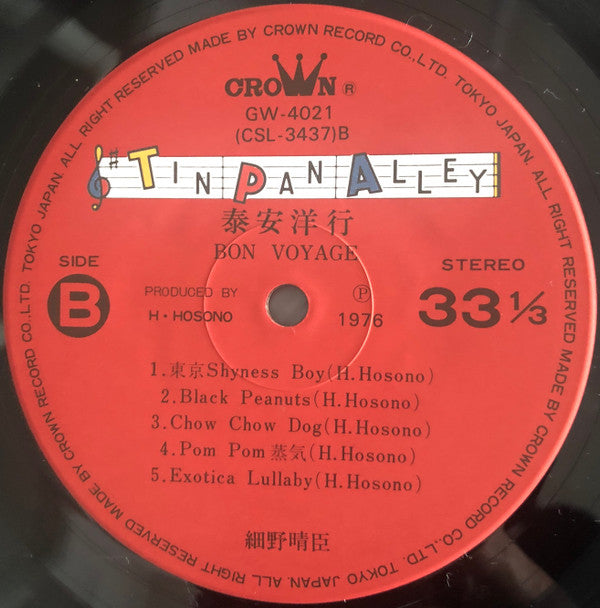 MADE BY CROWN RECORD CO.,LTD. TOKYO JAPAN. ALL RIGHT RESERVED MADE BY CROWN RECORD CO.,LTD. TOKYO JAPAN. ALL RIGHT RESERVED MADE BY CROWN RECORD CO.,LTD. TOKYO JAPAN. ALL RIGHT RESERVED
CROWN ®
GW-4021
(CSL-3437)B
TIN PAN ALLEY
泰安洋行
BON VOYAGE
SIDE
B
PRODUCED BY
H・HOSONO
℗
1976
STEREO
33 1/3
1.東京Shyness Boy(H.Hosono)
2.Black Peanuts(H.Hosono)
3.Chow Chow Dog(H.Hosono)
4.Pom Pom蒸気(H.Hosono)
5.Exotica Lullaby(H.Hosono)
細野晴臣